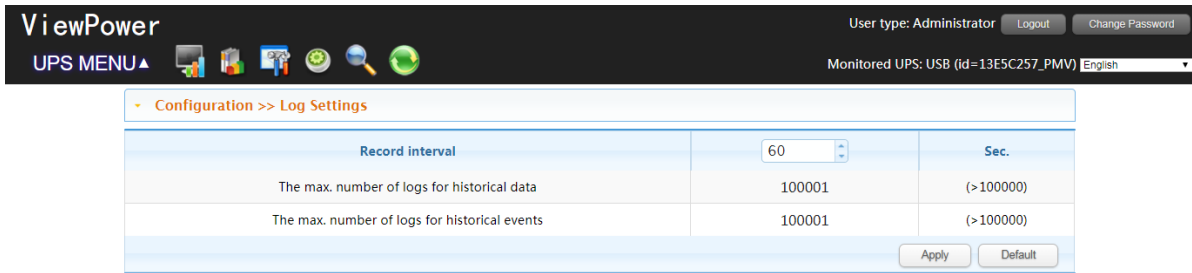 ViewPower
User type: Administrator Logout Change Password
UPS MENU▲
Monitored UPS: USB (id=13E5C257_PMV) English
Configuration >> Log Settings
Record interval 60 Sec.
The max. number of logs for historical data 100001 (>100000)
The max. number of logs for historical events 100001 (>100000)
Apply Default